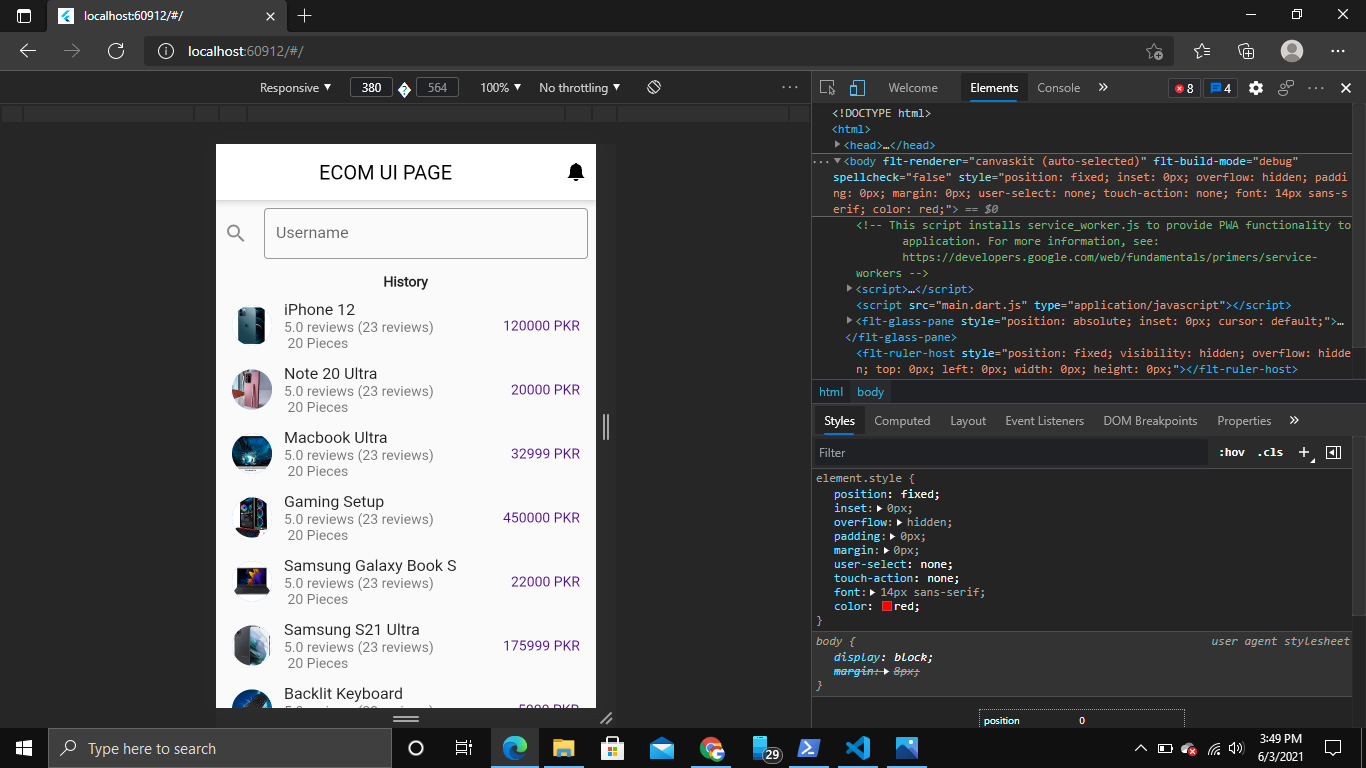 localhost:60912/#/
localhost:60912/#/
Responsive 380 564 100% No throttling
Welcome Elements Console 8 4
<!DOCTYPE html>
<html>
<head>…</head>
<body flt-renderer="canvaskit (auto-selected)" flt-build-mode="debug"
spellcheck="false" style="position: fixed; inset: 0px; overflow: hidden; paddi
ng: 0px; margin: 0px; user-select: none; touch-action: none; font: 14px sans-s
erif; color: red;"> == $0
<!-- This script installs service_worker.js to provide PWA functionality to
application. For more information, see:
https://developers.google.com/web/fundamentals/primers/service-
workers -->
<script>…</script>
<script src="main.dart.js" type="application/javascript"></script>
<flt-glass-pane style="position: absolute; inset: 0px; cursor: default;">…
</flt-glass-pane>
<flt-ruler-host style="position: fixed; visibility: hidden; overflow: hidde
n; top: 0px; left: 0px; width: 0px; height: 0px;"></flt-ruler-host>
html body
Styles Computed Layout Event Listeners DOM Breakpoints Properties
Filter :hov .cls
element.style {
position: fixed;
inset: 0px;
overflow: hidden;
padding: 0px;
margin: 0px;
user-select: none;
touch-action: none;
font: 14px sans-serif;
color: red;
}
body { user agent stylesheet
display: block;
margin: 8px;
}
position 0
ECOM UI PAGE
Username
History
iPhone 12
5.0 reviews (23 reviews)
20 Pieces
120000 PKR
Note 20 Ultra
5.0 reviews (23 reviews)
20 Pieces
20000 PKR
Macbook Ultra
5.0 reviews (23 reviews)
20 Pieces
32999 PKR
Gaming Setup
5.0 reviews (23 reviews)
20 Pieces
450000 PKR
Samsung Galaxy Book S
5.0 reviews (23 reviews)
20 Pieces
22000 PKR
Samsung S21 Ultra
5.0 reviews (23 reviews)
20 Pieces
175999 PKR
Backlit Keyboard
Type here to search
29
3:49 PM
6/3/2021